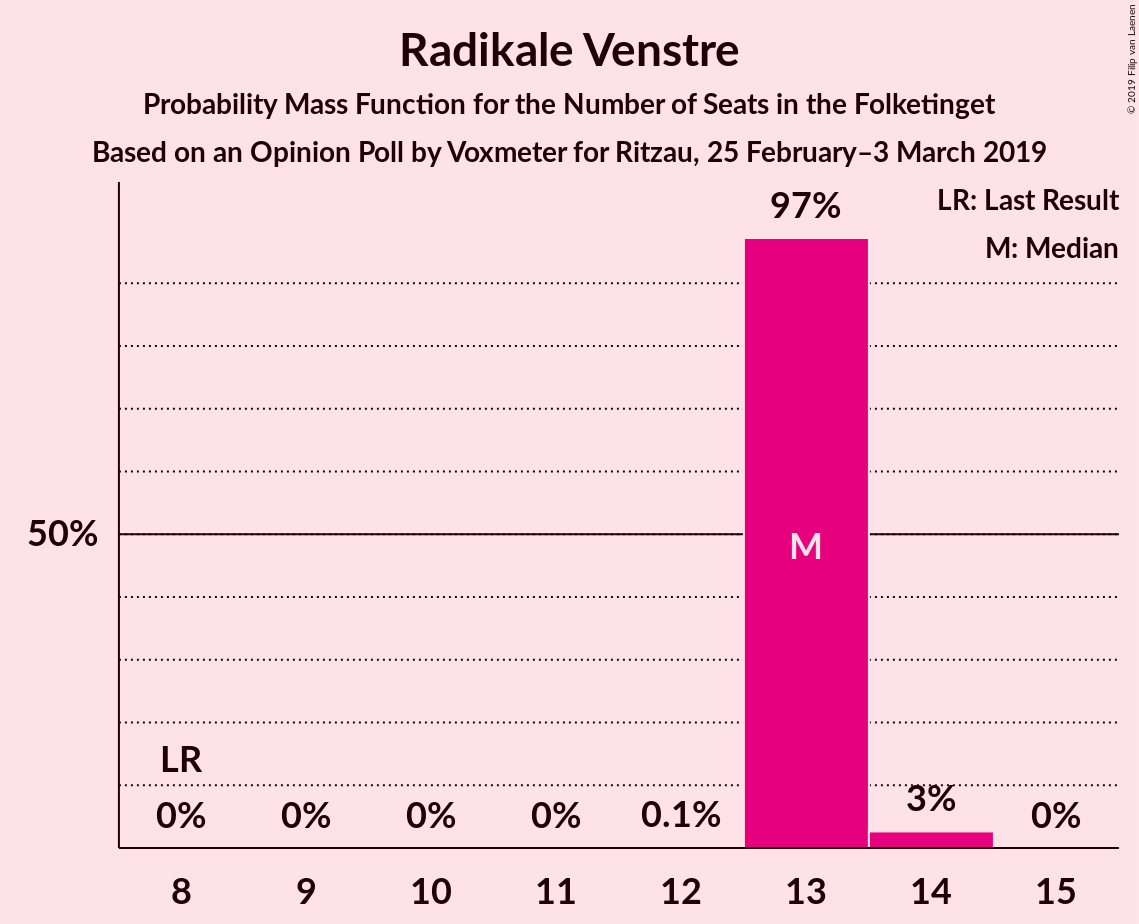 Radikale Venstre
Probability Mass Function for the Number of Seats in the Folketinget
Based on an Opinion Poll by Voxmeter for Ritzau, 25 February–3 March 2019
© 2019 Filip van Laenen
LR: Last Result
M: Median
97%
50%
M
LR
0%
0%
0%
0%
0.1%
3%
0%
8
9
10
11
12
13
14
15